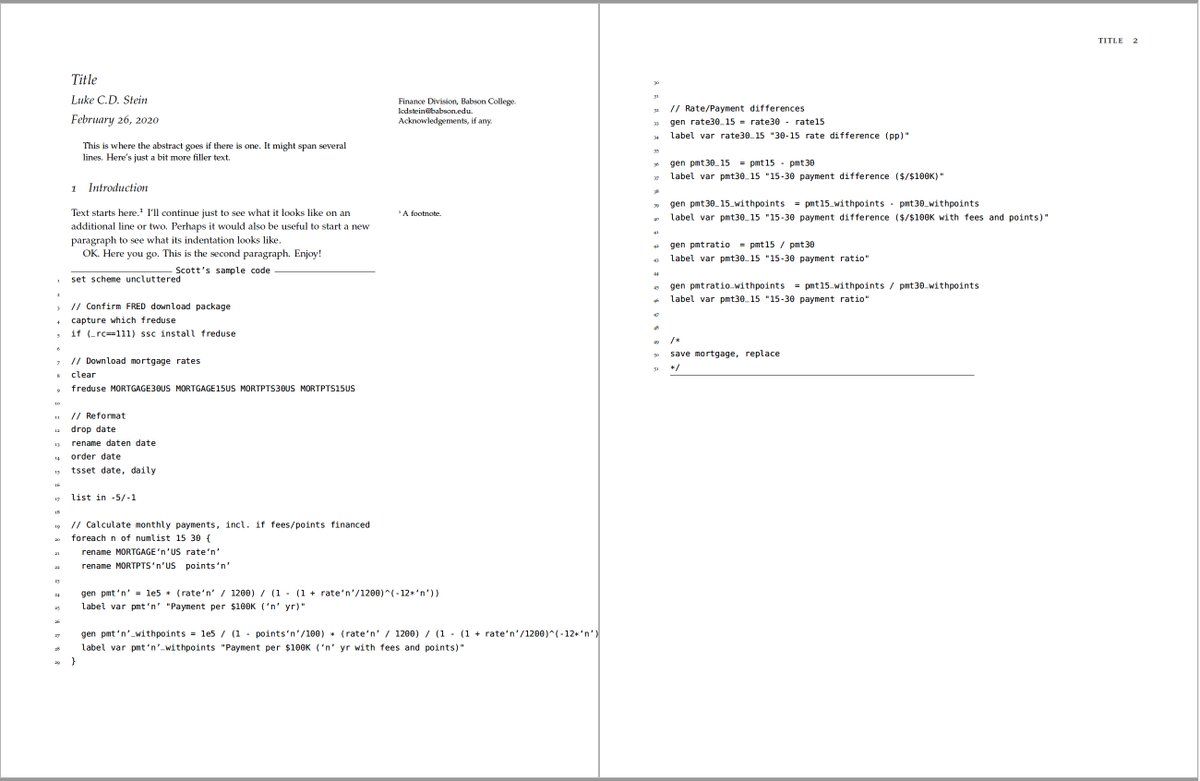 Title
Luke C.D. Stein
February 26, 2020
Finance Division, Babson College.
lcdstein@babson.edu.
Acknowledgements, if any.
This is where the abstract goes if there is one. It might span several
lines. Here's just a bit more filler text.
1 Introduction
Text starts here.¹ I'll continue just to see what it looks like on an
additional line or two. Perhaps it would also be useful to start a new
paragraph to see what its indentation looks like.
OK. Here you go. This is the second paragraph. Enjoy!
¹ A footnote.
Scott's sample code
1 set scheme uncluttered
2
3 // Confirm FRED download package
4 capture which freduse
5 if (_rc==111) ssc install freduse
6
7 // Download mortgage rates
8 clear
9 freduse MORTGAGE30US MORTGAGE15US MORTPTS30US MORTPTS15US
10
11 // Reformat
12 drop date
13 rename daten date
14 order date
15 tsset date, daily
16
17 list in -5/-1
18
19 // Calculate monthly payments, incl. if fees/points financed
20 foreach n of numlist 15 30 {
21 rename MORTGAGE‘n’US rate‘n’
22 rename MORTPTS‘n’US points‘n’
23
24 gen pmt‘n’ = 1e5 * (rate‘n’ / 1200) / (1 - (1 + rate‘n’/1200)^(-12*‘n’))
25 label var pmt‘n’ "Payment per $100K (‘n’ yr)"
26
27 gen pmt‘n’_withpoints = 1e5 / (1 - points‘n’/100) * (rate‘n’ / 1200) / (1 - (1 + rate‘n’/1200)^(-12*‘n’)
28 label var pmt‘n’_withpoints "Payment per $100K (‘n’ yr with fees and points)"
29 }
TITLE 2
30
31
32 // Rate/Payment differences
33 gen rate30_15 = rate30 - rate15
34 label var rate30_15 "30-15 rate difference (pp)"
35
36 gen pmt30_15 = pmt15 - pmt30
37 label var pmt30_15 "15-30 payment difference ($/$100K)"
38
39 gen pmt30_15_withpoints = pmt15_withpoints - pmt30_withpoints
40 label var pmt30_15 "15-30 payment difference ($/$100K with fees and points)"
41
42 gen pmtratio = pmt15 / pmt30
43 label var pmt30_15 "15-30 payment ratio"
44
45 gen pmtratio_withpoints = pmt15_withpoints / pmt30_withpoints
46 label var pmt30_15 "15-30 payment ratio"
47
48
49 /*
50 save mortgage, replace
51 */